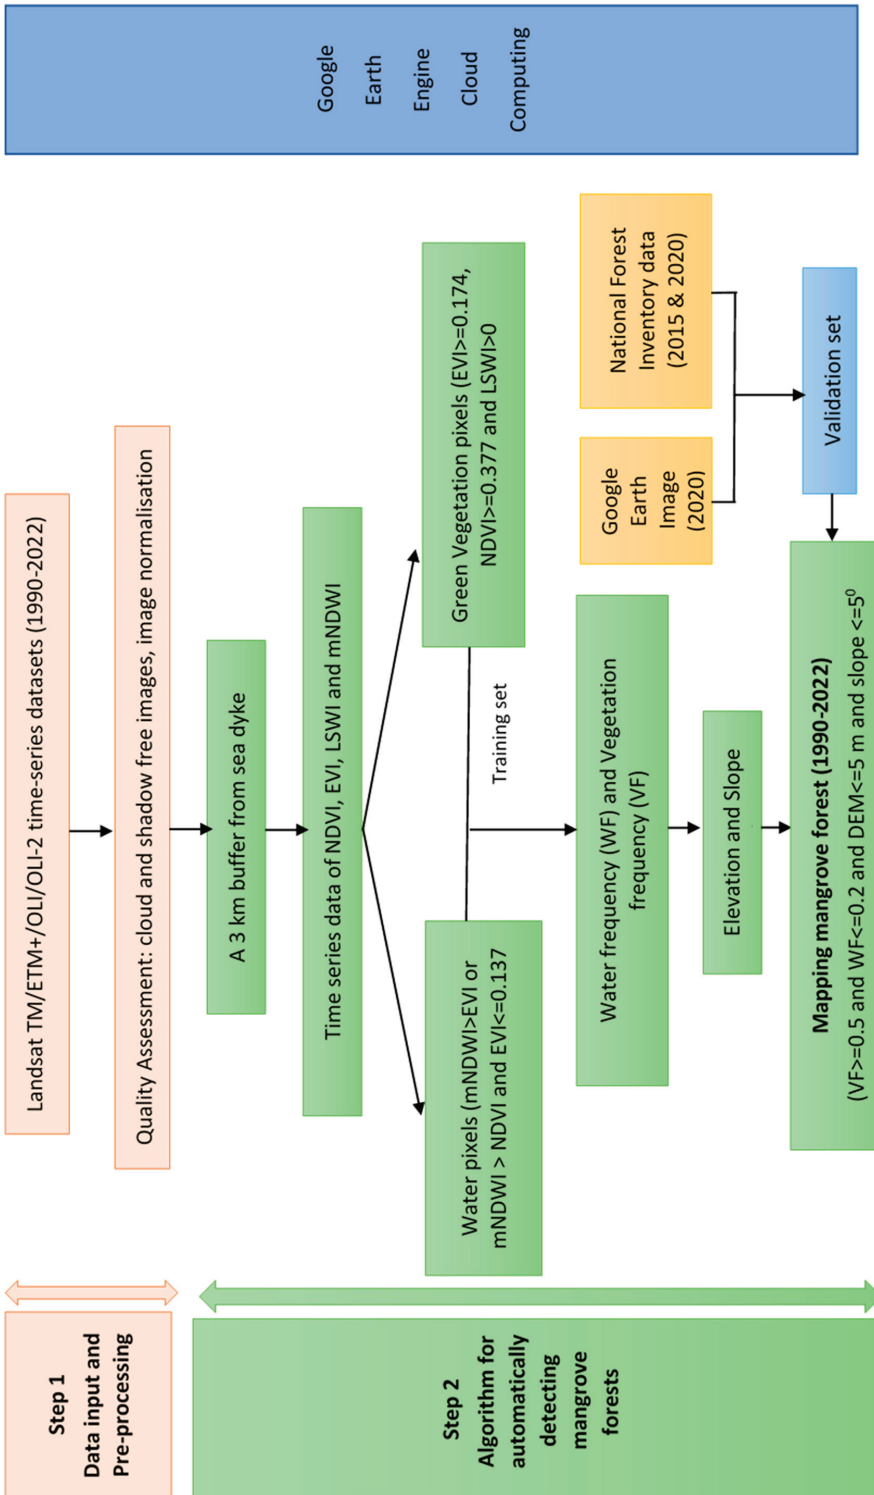 Step 1
Data input and
Pre-processing
Landsat TM/ETM+/OLI/OLI-2 time-series datasets (1990-2022)
Quality Assessment: cloud and shadow free images, image normalisation
Step 2
Algorithm for
automatically
detecting
mangrove
forests
A 3 km buffer from sea dyke
Time series data of NDVI, EVI, LSWI and mNDWI
Water pixels (mNDWI>EVI or
mNDWI > NDVI and EVI<=0.137
Green Vegetation pixels (EVI>=0.174,
NDVI>=0.377 and LSWI>0
Training set
Water frequency (WF) and Vegetation
frequency (VF)
Elevation and Slope
Mapping mangrove forest (1990-2022)
(VF>=0.5 and WF<=0.2 and DEM<=5 m and slope <=5⁰
Google
Earth
Image
(2020)
National Forest
Inventory data
(2015 & 2020)
Validation set
Google
Earth
Engine
Cloud
Computing